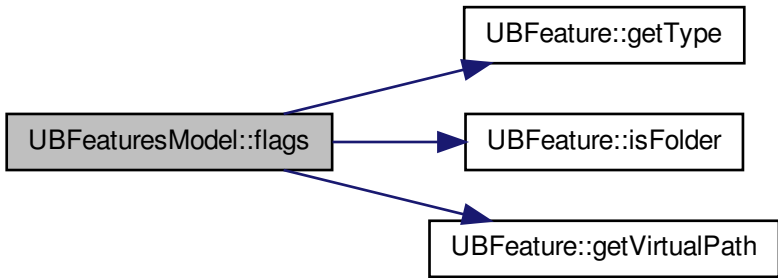 UBFeature::getType
UBFeaturesModel::flags
UBFeature::isFolder
UBFeature::getVirtualPath